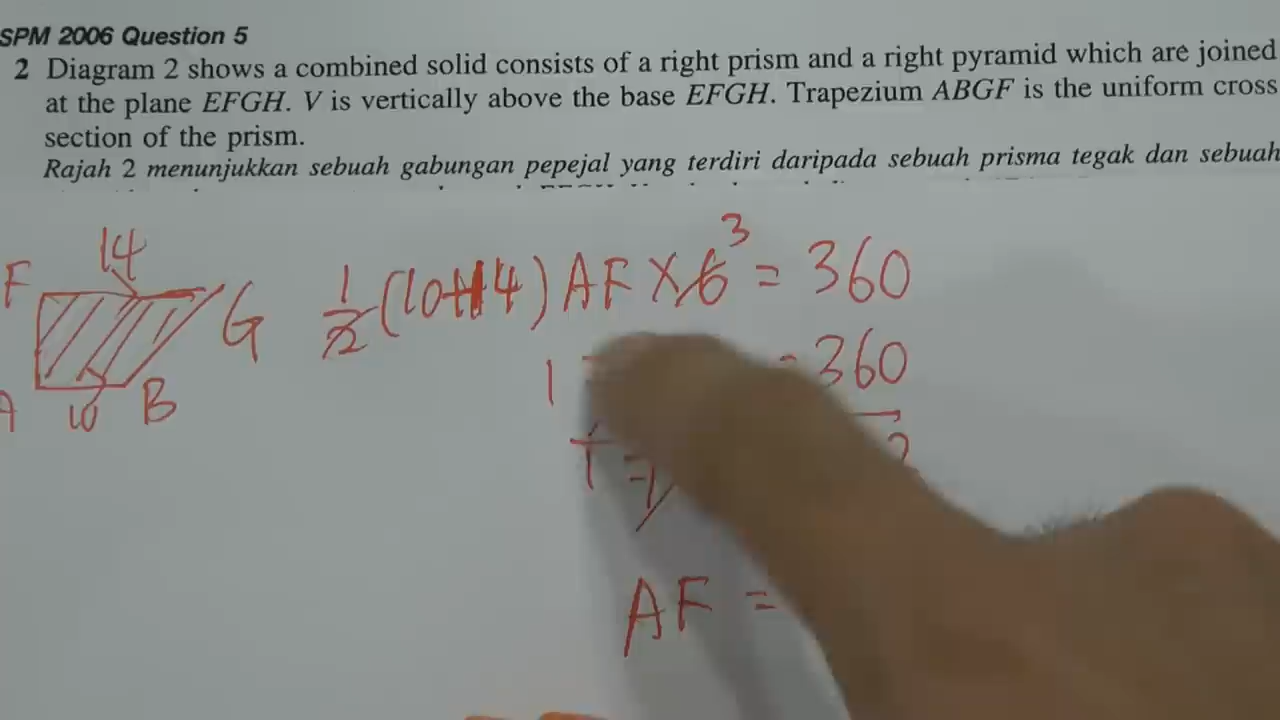 SPM 2006 Question 5
2 Diagram 2 shows a combined solid consists of a right prism and a right pyramid which are joined
at the plane EFGH. V is vertically above the base EFGH. Trapezium ABGF is the uniform cross
section of the prism.
Rajah 2 menunjukkan sebuah gabungan pepejal yang terdiri daripada sebuah prisma tegak dan sebuah
14
F
G
A
10
B
1/2 (10+14) AF × 6 3 = 360
360
AF =